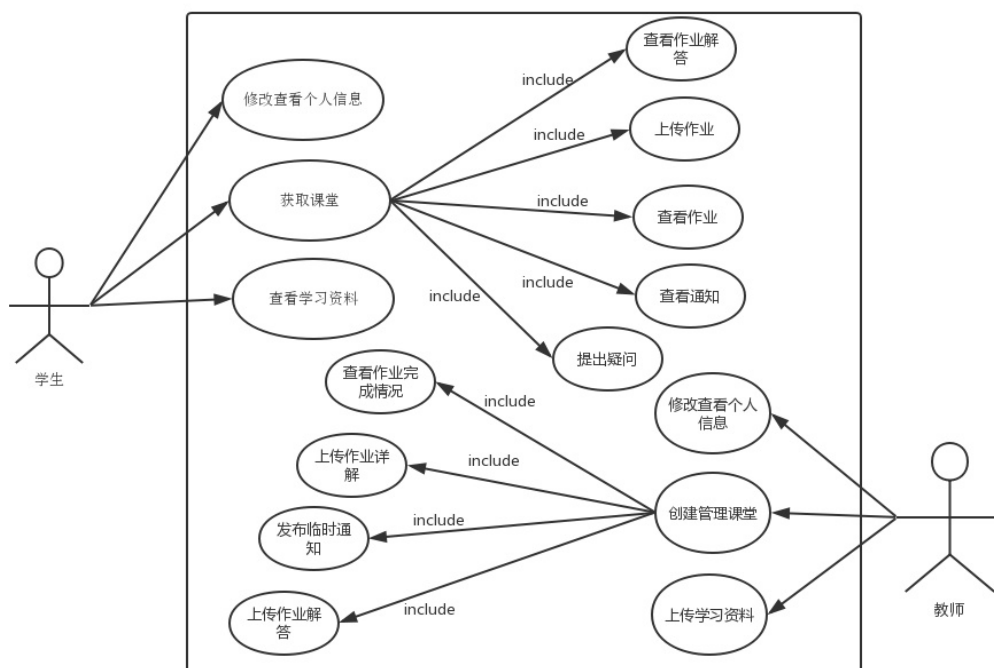 查看作业解
答
include
修改查看个人信息
include
上传作业
获取课堂
include
查看作业
include
查看通知
include
查看学习资料
提出疑问
学生
查看作业完
成情况
include
修改查看个人
信息
上传作业详
解
include
创建管理课堂
发布临时通
知
include
上传作业解
答
include
上传学习资料
教师